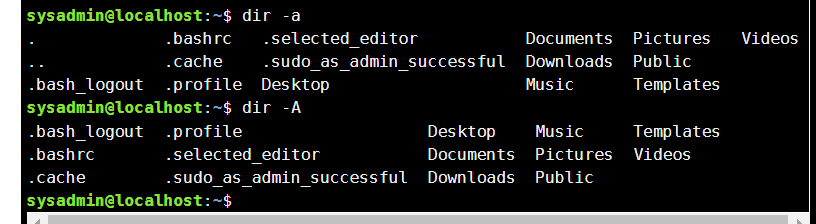 sysadmin@localhost:~$ dir -a
.             .bashrc   .selected_editor           Documents  Pictures   Videos
..            .cache    .sudo_as_admin_successful  Downloads  Public
.bash_logout  .profile  Desktop                    Music      Templates
sysadmin@localhost:~$ dir -A
.bash_logout  .profile                   Desktop    Music     Templates
.bashrc       .selected_editor           Documents  Pictures  Videos
.cache        .sudo_as_admin_successful  Downloads  Public
sysadmin@localhost:~$